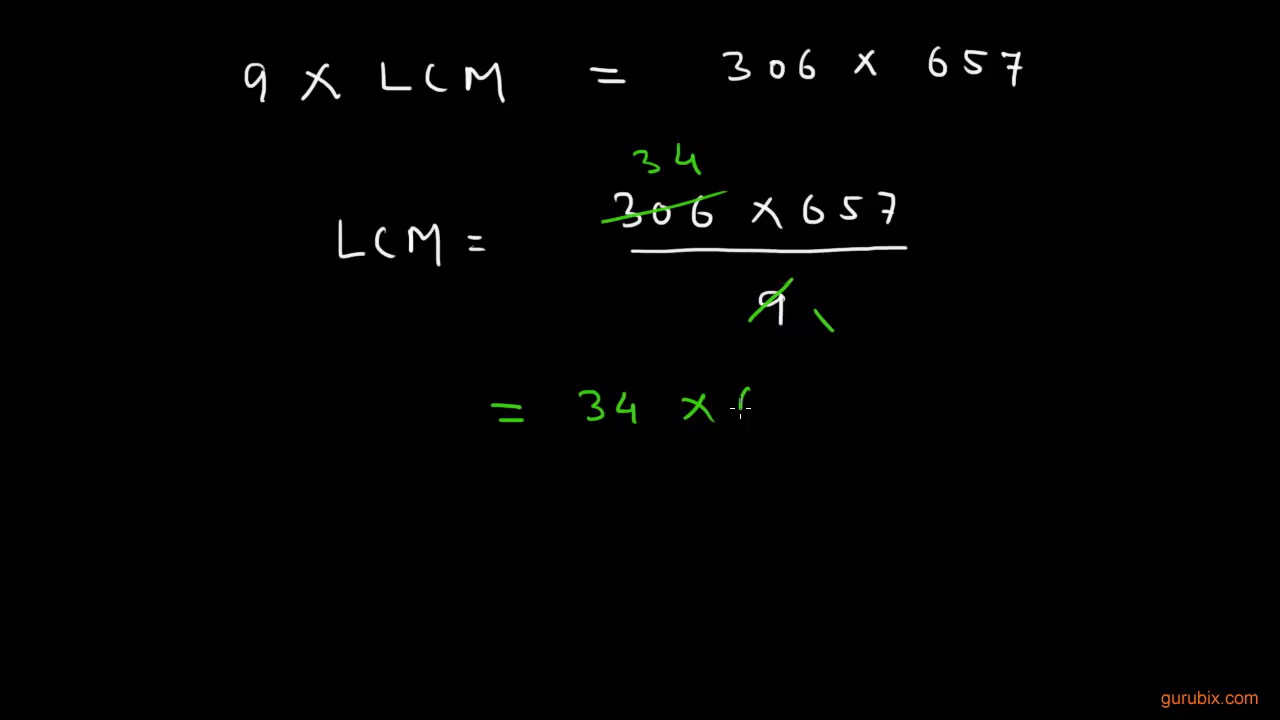 9 × LCM = 306 × 657
34
LCM = 306 × 657
9
= 34 ×
gurubix.com